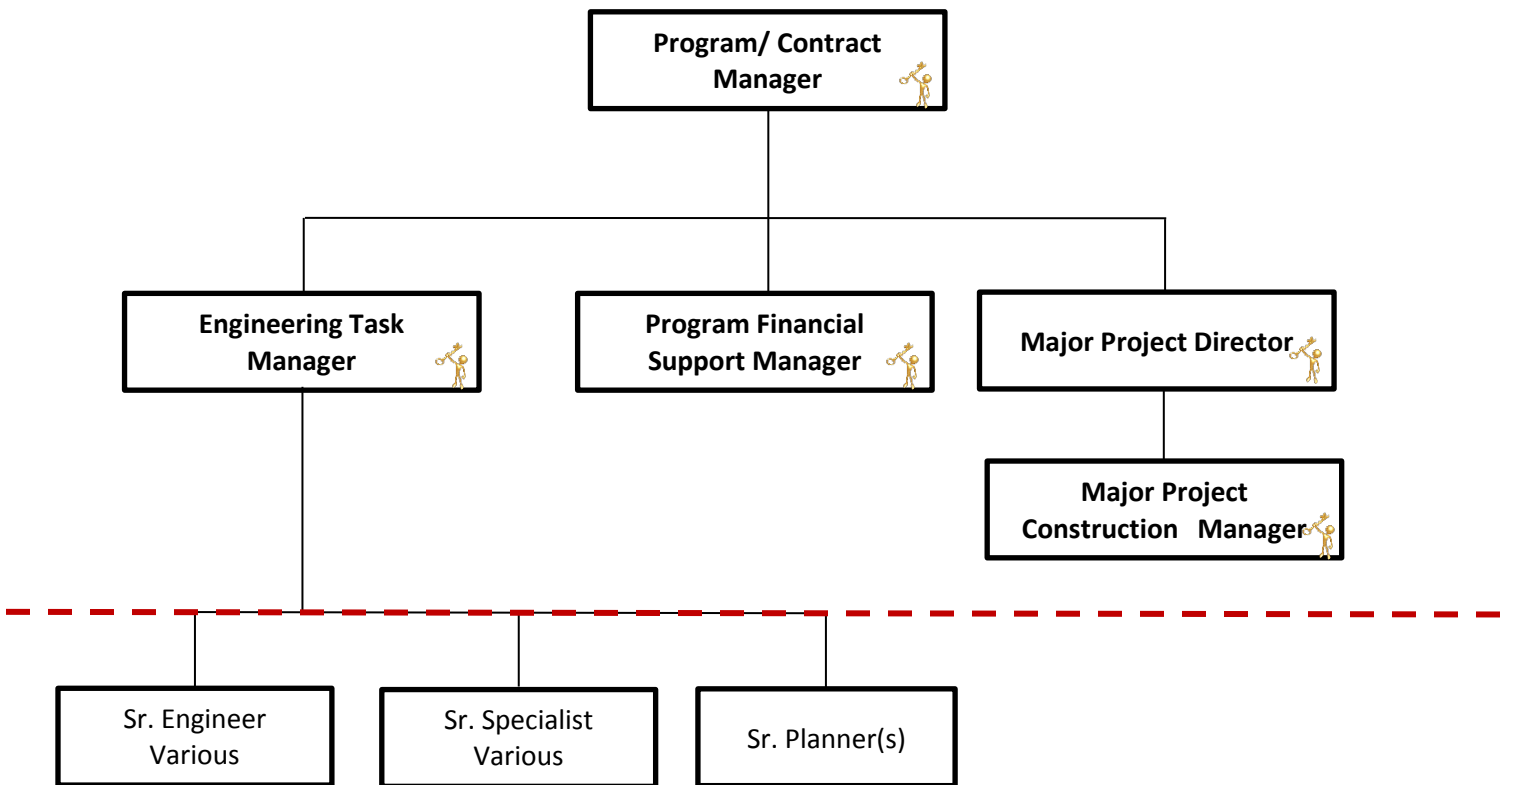 Program/ Contract
Manager
Engineering Task
Manager
Program Financial
Support Manager
Major Project Director
Major Project
Construction   Manager
Sr. Engineer
Various
Sr. Specialist
Various
Sr. Planner(s)